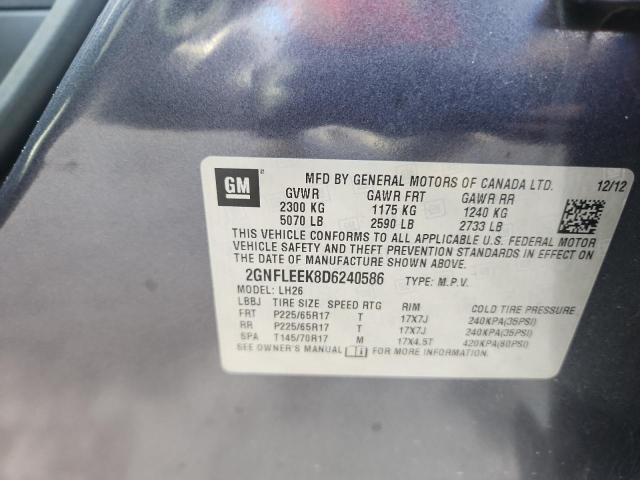 GM
MFD BY GENERAL MOTORS OF CANADA LTD. 12/12
GVWR GAWR FRT GAWR RR
2300 KG 1175 KG 1240 KG
5070 LB 2590 LB 2733 LB
THIS VEHICLE CONFORMS TO ALL APPLICABLE U.S. FEDERAL MOTOR
VEHICLE SAFETY AND THEFT PREVENTION STANDARDS IN EFFECT ON
THE DATE OF MANUFACTURE SHOWN ABOVE.
2GNFLEEK8D6240586 TYPE: M.P.V.
MODEL: LH26
LBBJ TIRE SIZE SPEED RTG RIM COLD TIRE PRESSURE
FRT P225/65R17 T 17X7J 240KPA(35PSI)
RR P225/65R17 T 17X7J 240KPA(35PSI)
SPA T145/70R17 M 17X4.5T 420KPA(60PSI)
SEE OWNER'S MANUAL FOR MORE INFORMATION